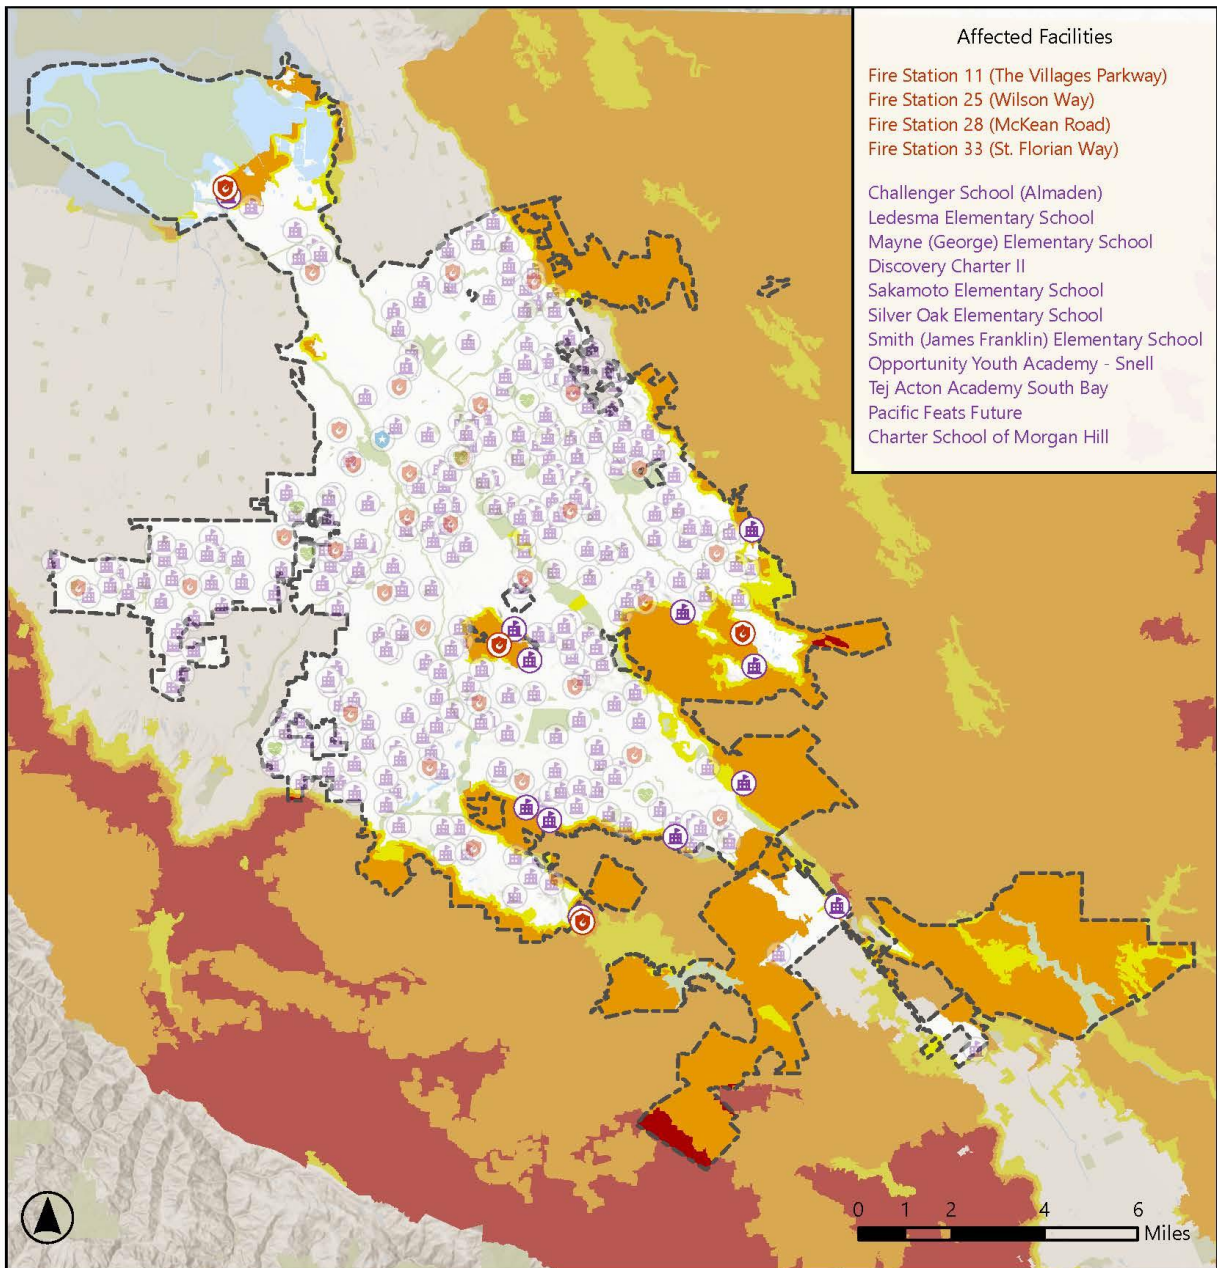 Affected Facilities
Fire Station 11 (The Villages Parkway)
Fire Station 25 (Wilson Way)
Fire Station 28 (McKean Road)
Fire Station 33 (St. Florian Way)
Challenger School (Almaden)
Ledesma Elementary School
Mayne (George) Elementary School
Discovery Charter II
Sakamoto Elementary School
Silver Oak Elementary School
Smith (James Franklin) Elementary School
Opportunity Youth Academy - Snell
Tej Acton Academy South Bay
Pacific Feats Future
Charter School of Morgan Hill
0 1 2 4 6
Miles